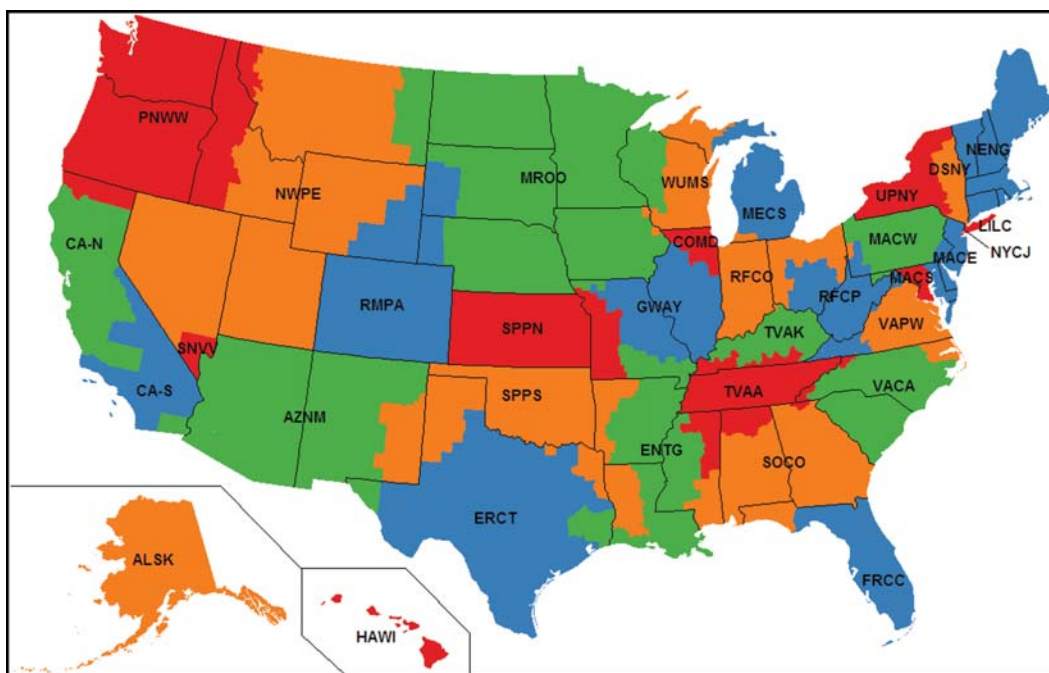 PNWW
NENG
DSNY
NWPE
MROO
WUMS
UPNY
MECS
LILC
CA-N
COMD
MACW
NYCJ
MACE
RFCO
MACS
RMPA
GWAY
RFCP
SPPN
VAPW
TVAK
SNVV
CA-S
TVAA
VACA
SPPS
AZNM
ENTG
SOCO
ERCT
ALSK
FRCC
HAWI